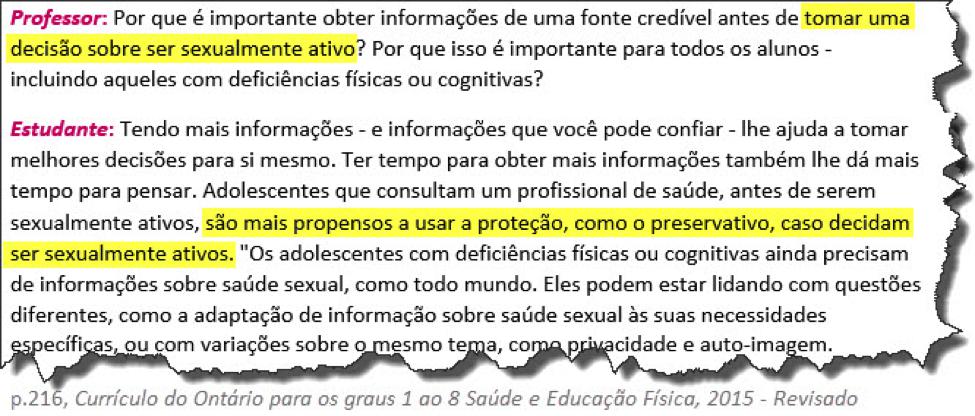 Professor: Por que é importante obter informações de uma fonte credível antes de tomar uma
decisão sobre ser sexualmente ativo? Por que isso é importante para todos os alunos -
incluindo aqueles com deficiências físicas ou cognitivas?
Estudante: Tendo mais informações - e informações que você pode confiar - lhe ajuda a tomar
melhores decisões para si mesmo. Ter tempo para obter mais informações também lhe dá mais
tempo para pensar. Adolescentes que consultam um profissional de saúde, antes de serem
sexualmente ativos, são mais propensos a usar a proteção, como o preservativo, caso decidam
ser sexualmente ativos. "Os adolescentes com deficiências físicas ou cognitivas ainda precisam
de informações sobre saúde sexual, como todo mundo. Eles podem estar lidando com questões
diferentes, como a adaptação de informação sobre saúde sexual às suas necessidades
específicas, ou com variações sobre o mesmo tema, como privacidade e auto-imagem.
p.216, Currículo do Ontário para os graus 1 ao 8 Saúde e Educação Física, 2015 - Revisado